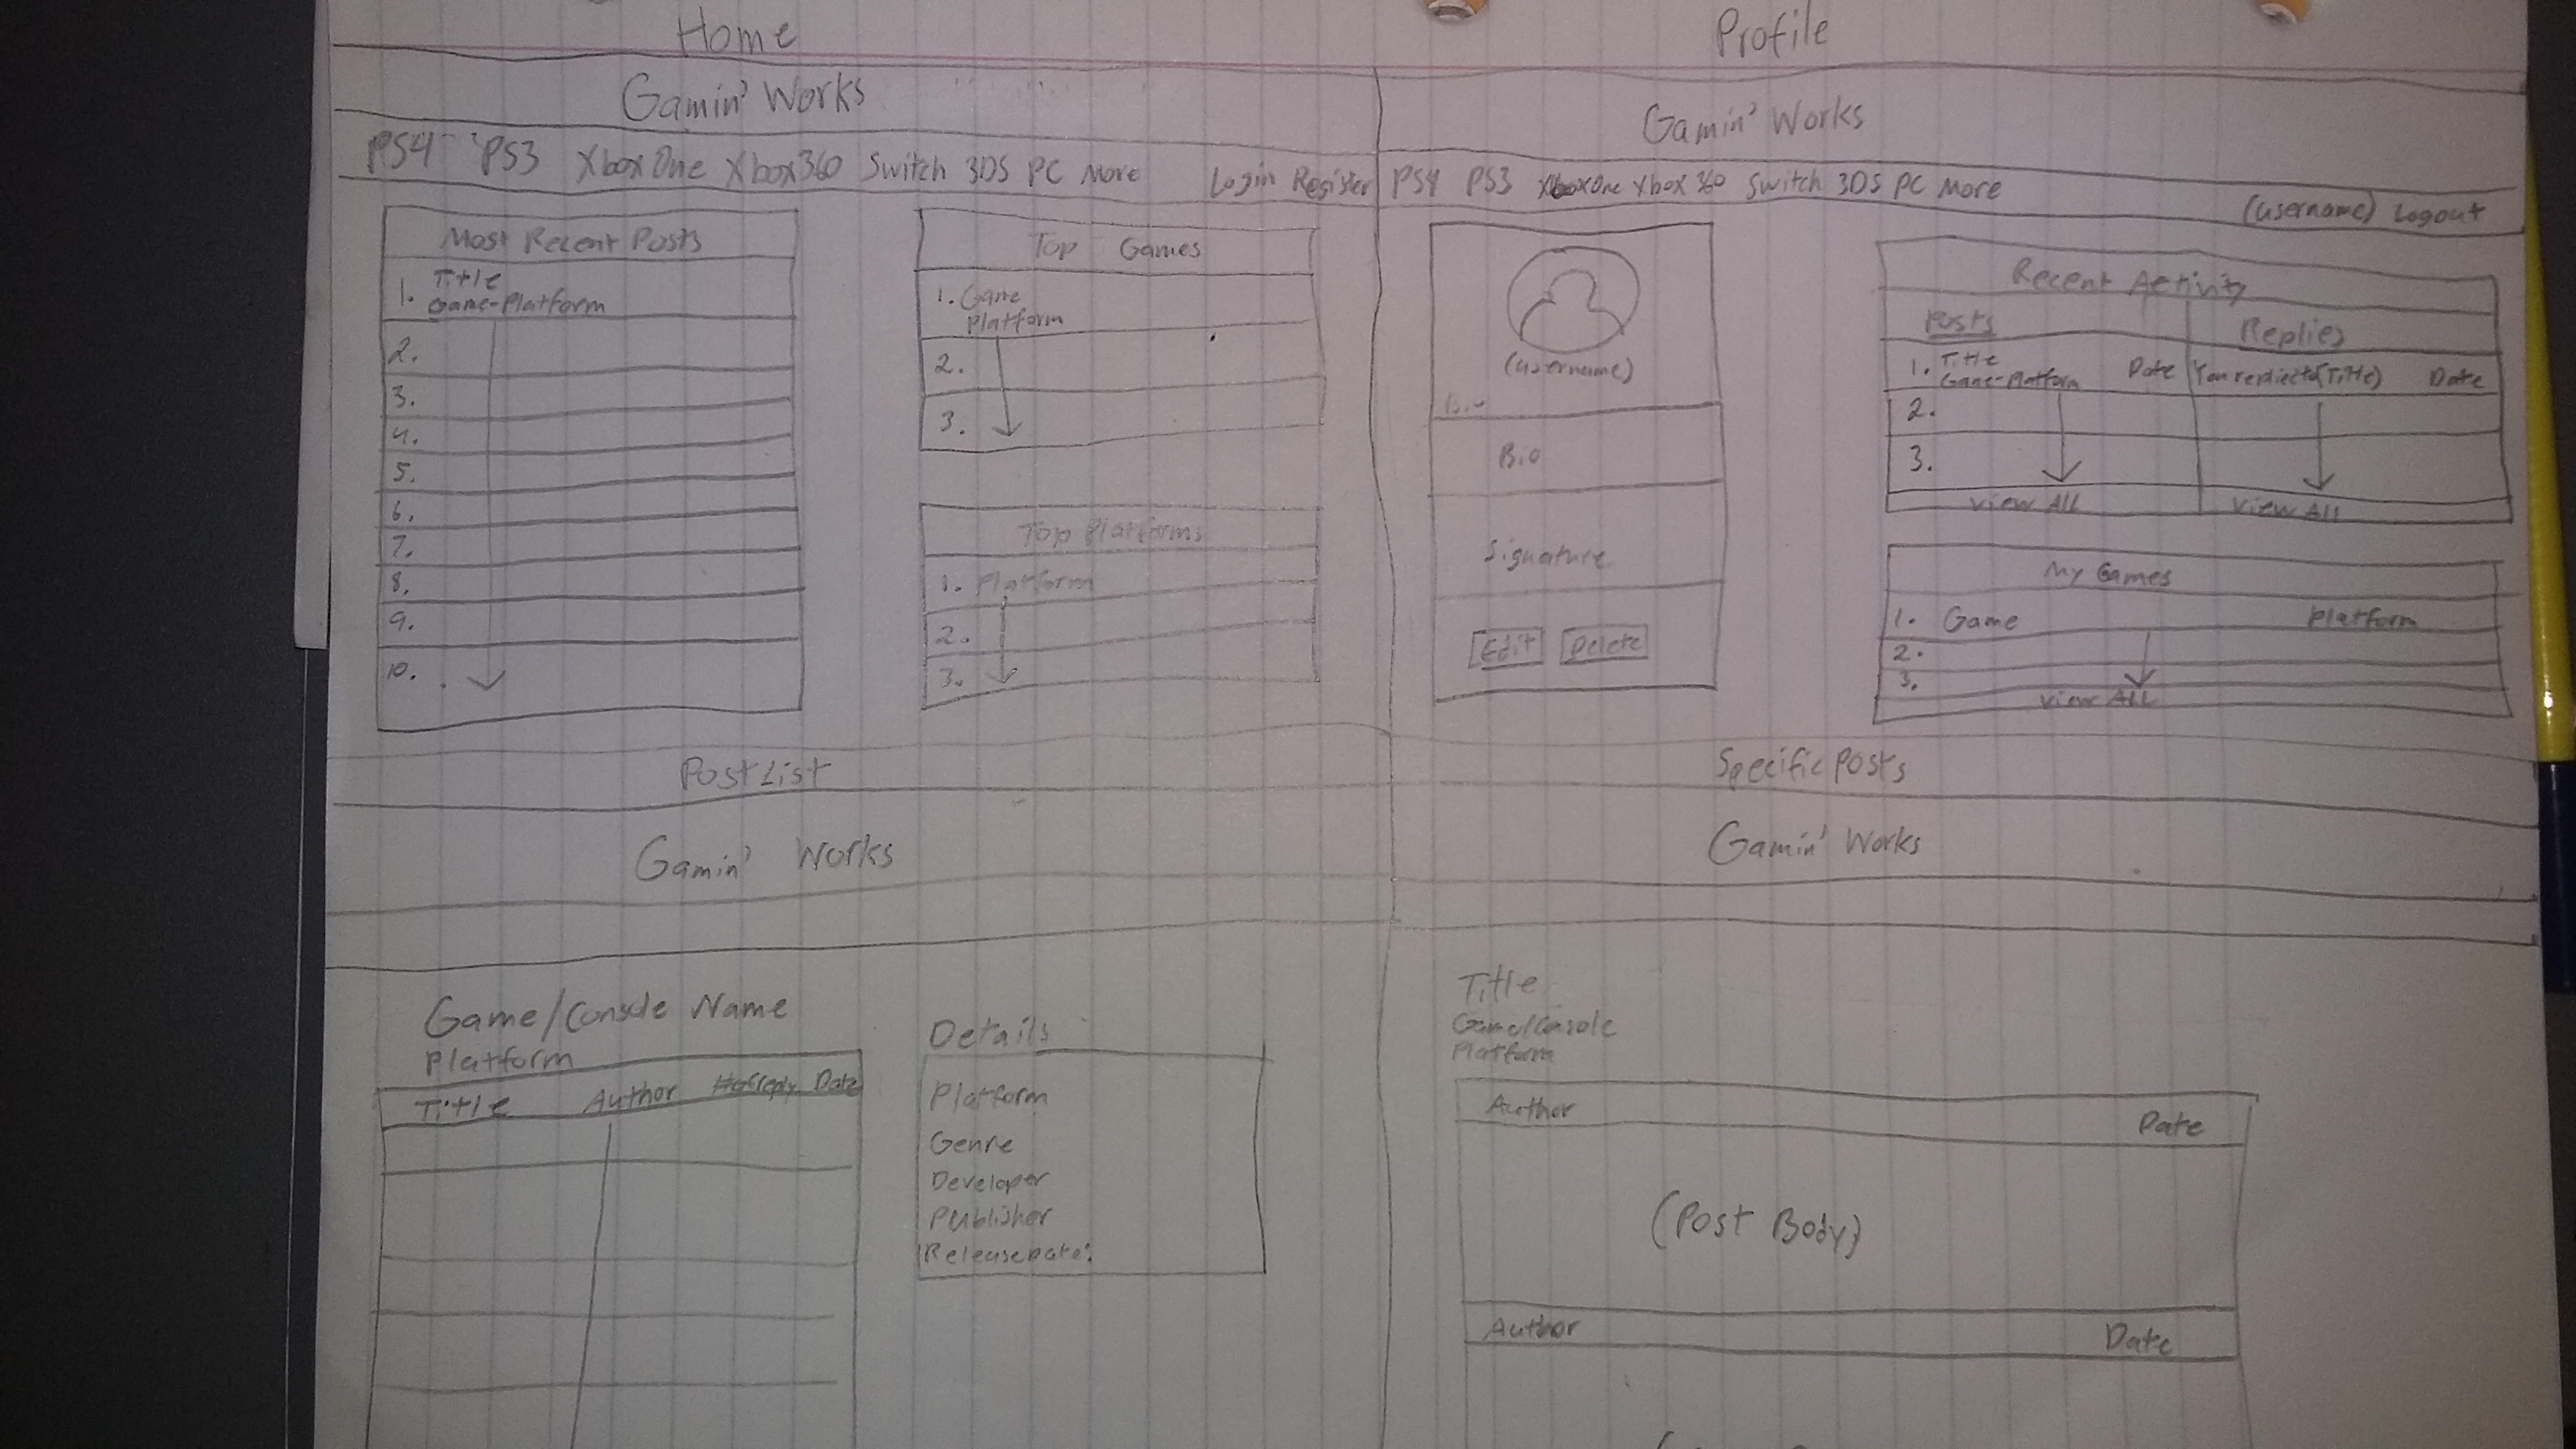 Home
Gamin' Works
PS4 PS3 Xbox One Xbox360 Switch 3DS PC More Login Register
Most Recent Posts
1. Title
Game-Platform
2.
3.
4.
5.
6.
7.
8.
9.
10.
Top Games
1. Game
Platform
2.
3.
Top Platforms
1. Platform
2.
3.
Profile
Gamin' Works
PS4 PS3 Xbox One Xbox 360 Switch 3DS PC More (username) Logout
(username)
Bio
Bio
Signature
Edit Delete
Recent Activity
Posts Replies
1. Title
Game-Platform Date You replied to (Title) Date
2.
3.
View All View All
My Games
1. Game Platform
2.
3.
View All
Post List
Gamin' Works
Game/Console Name
Platform
Title Author #of reply Date
Details
Platform
Genre
Developer
Publisher
Release Date:
Specific Posts
Gamin' Works
Title
Game/Console
Platform
Author Date
(Post Body)
Author Date